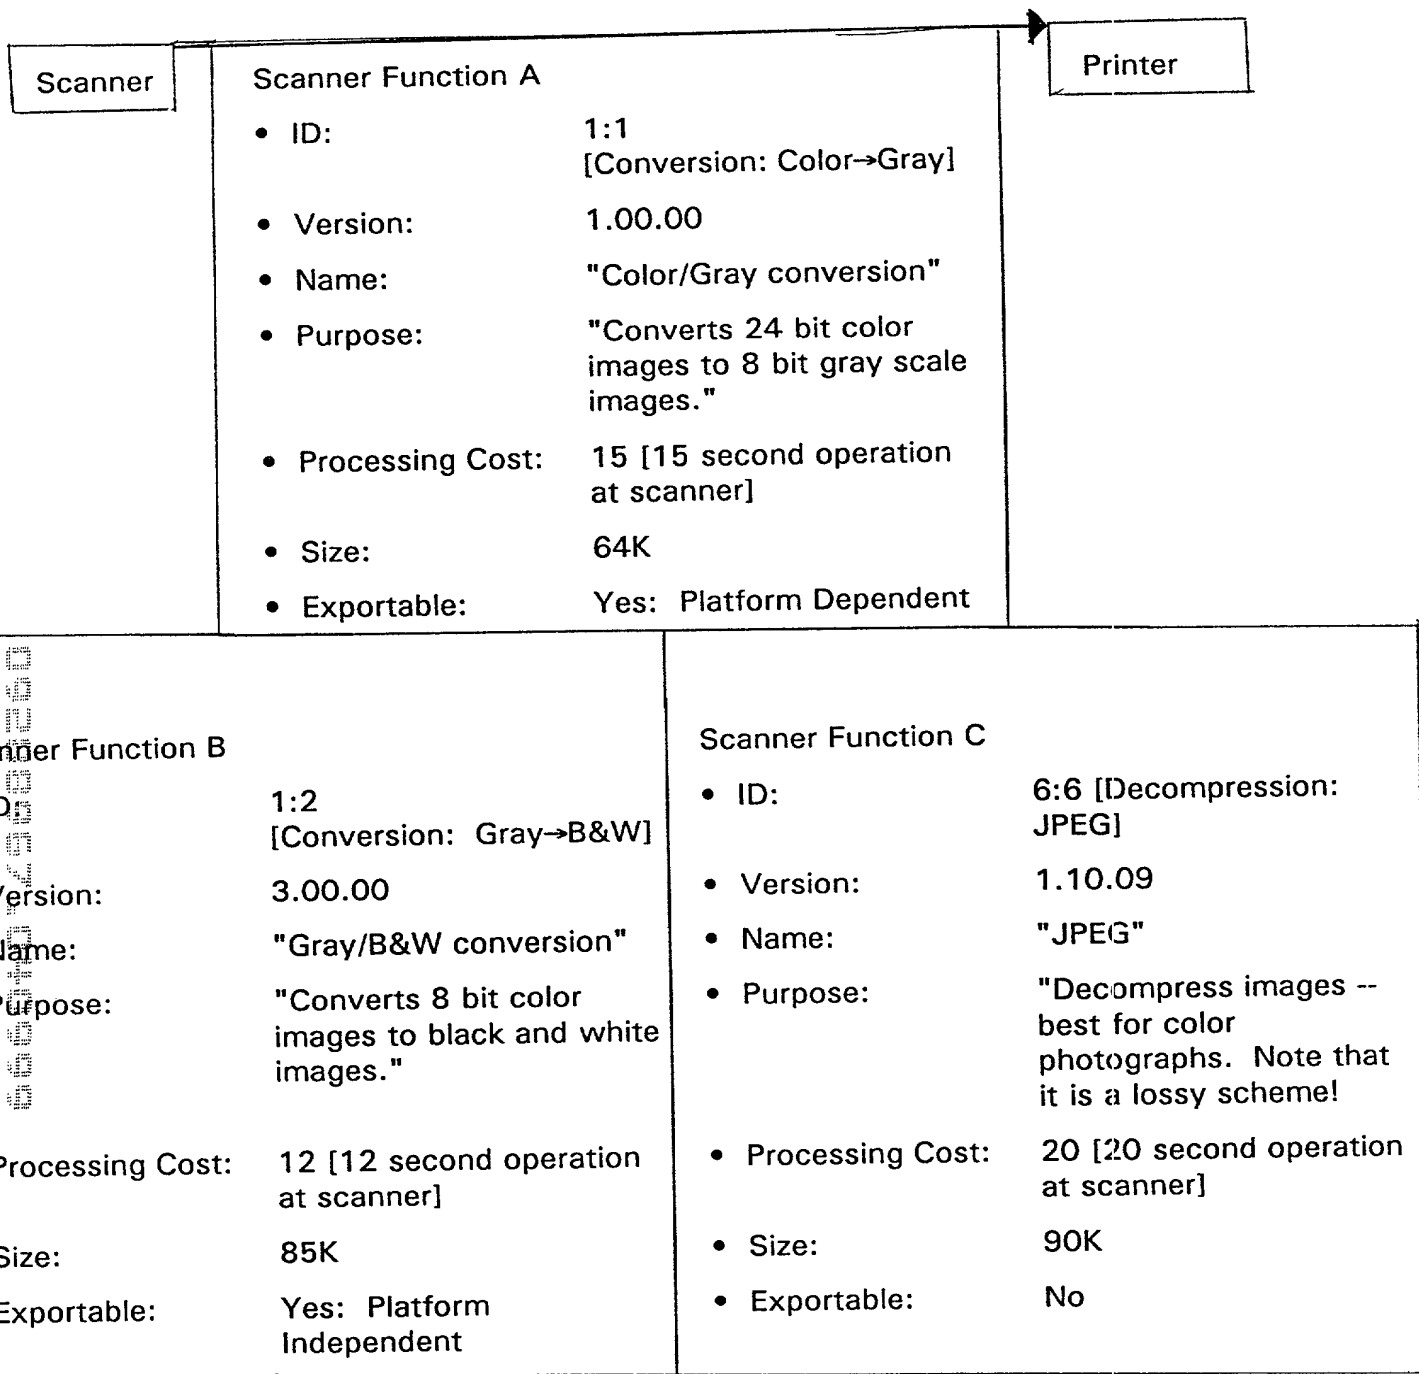 Scanner
Printer
Scanner Function A
• ID: 1:1
[Conversion: Color→Gray]
• Version: 1.00.00
• Name: "Color/Gray conversion"
• Purpose: "Converts 24 bit color
images to 8 bit gray scale
images."
• Processing Cost: 15 [15 second operation
at scanner]
• Size: 64K
• Exportable: Yes: Platform Dependent
nner Function B
D: 1:2
[Conversion: Gray→B&W]
Version: 3.00.00
Name: "Gray/B&W conversion"
Purpose: "Converts 8 bit color
images to black and white
images."
Processing Cost: 12 [12 second operation
at scanner]
Size: 85K
Exportable: Yes: Platform
Independent
Scanner Function C
• ID: 6:6 [Decompression:
JPEG]
• Version: 1.10.09
• Name: "JPEG"
• Purpose: "Decompress images --
best for color
photographs. Note that
it is a lossy scheme!
• Processing Cost: 20 [20 second operation
at scanner]
• Size: 90K
• Exportable: No